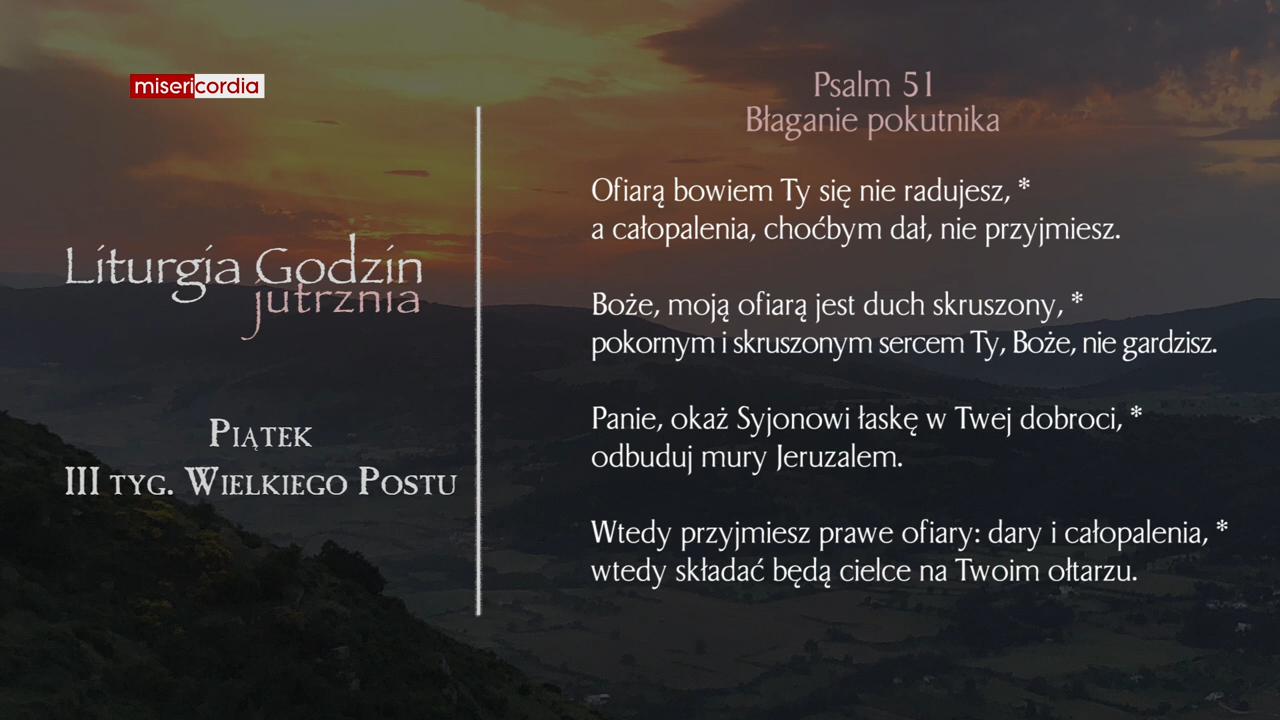 misericordia
Liturgia Godzin
jutrznia
Piątek
III tyg. Wielkiego Postu
Psalm 51
Błaganie pokutnika
Ofiarą bowiem Ty się nie radujesz, *
a całopalenia, choćbym dał, nie przyjmiesz.
Boże, moją ofiarą jest duch skruszony, *
pokornym i skruszonym sercem Ty, Boże, nie gardzisz.
Panie, okaż Syjonowi łaskę w Twej dobroci, *
odbuduj mury Jeruzalem.
Wtedy przyjmiesz prawe ofiary: dary i całopalenia, *
wtedy składać będą cielce na Twoim ołtarzu.